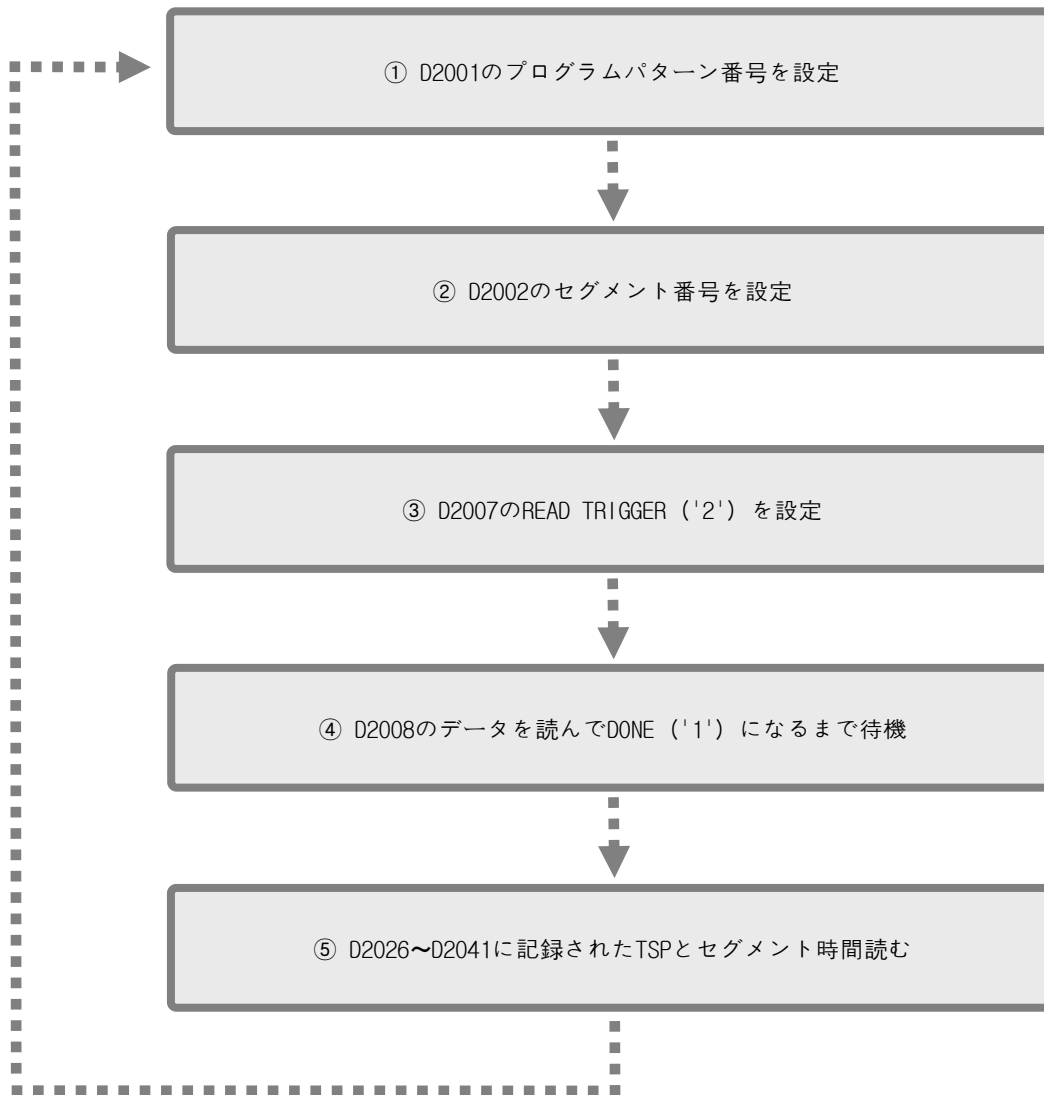 ① D2001のプログラムパターン番号を設定
② D2002のセグメント番号を設定
③ D2007のREAD TRIGGER ('2') を設定
④ D2008のデータを読んでDONE ('1') になるまで待機
⑤ D2026～D2041に記録されたTSPとセグメント時間読む